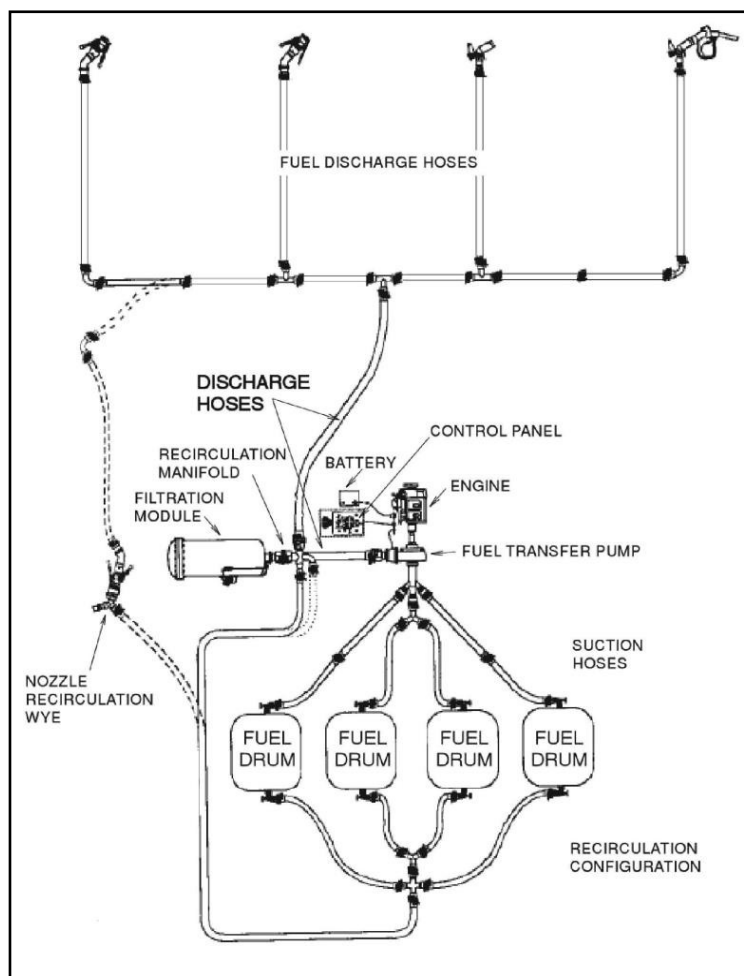 FUEL DISCHARGE HOSES
DISCHARGE
HOSES
CONTROL PANEL
RECIRCULATION
MANIFOLD
BATTERY
ENGINE
FILTRATION
MODULE
FUEL TRANSFER PUMP
SUCTION
HOSES
NOZZLE
RECIRCULATION
WYE
FUEL
DRUM
FUEL
DRUM
FUEL
DRUM
FUEL
DRUM
RECIRCULATION
CONFIGURATION